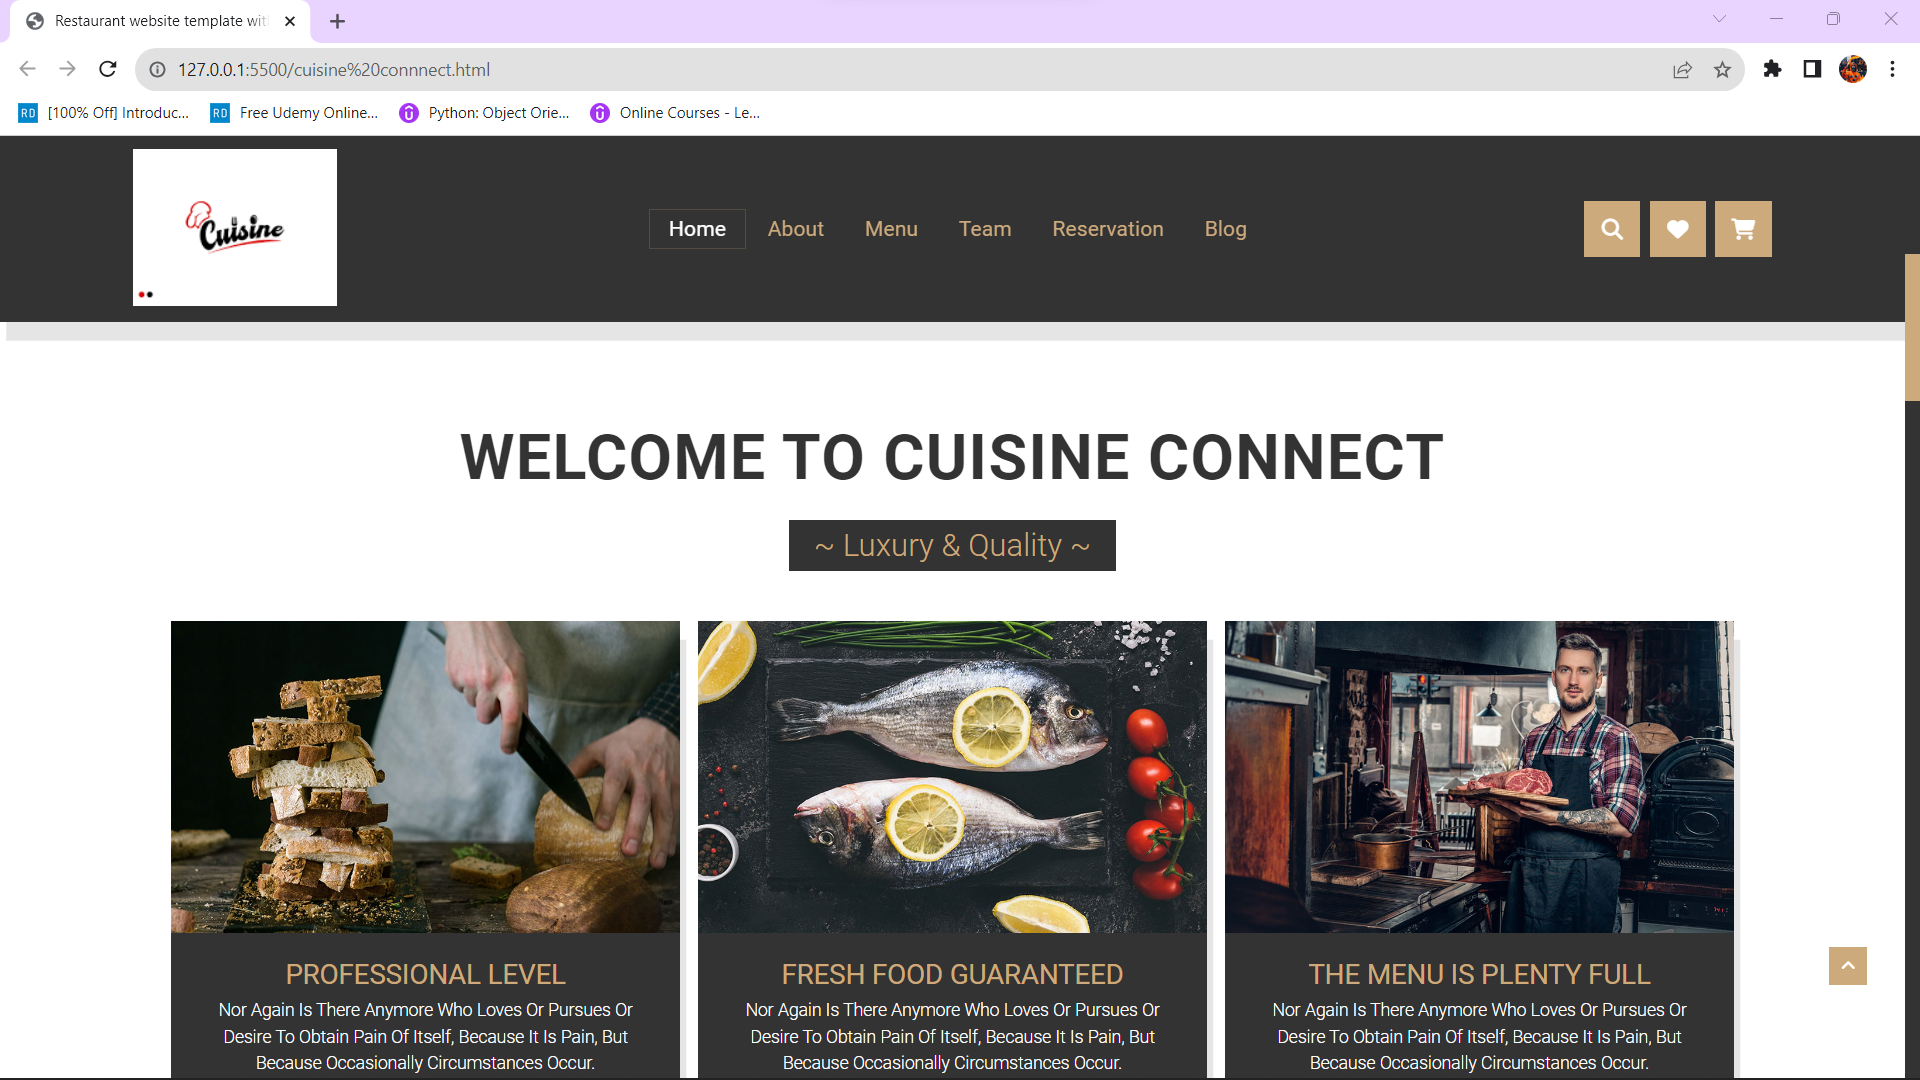 Restaurant website template wit
127.0.0.1:5500/cuisine%20connnect.html
RD [100% Off] Introduc... RD Free Udemy Online... Python: Object Orie... Online Courses - Le...
Cuisine
Home About Menu Team Reservation Blog
WELCOME TO CUISINE CONNECT
~ Luxury & Quality ~
PROFESSIONAL LEVEL
Nor Again Is There Anymore Who Loves Or Pursues Or
Desire To Obtain Pain Of Itself, Because It Is Pain, But
Because Occasionally Circumstances Occur.
FRESH FOOD GUARANTEED
Nor Again Is There Anymore Who Loves Or Pursues Or
Desire To Obtain Pain Of Itself, Because It Is Pain, But
Because Occasionally Circumstances Occur.
THE MENU IS PLENTY FULL
Nor Again Is There Anymore Who Loves Or Pursues Or
Desire To Obtain Pain Of Itself, Because It Is Pain, But
Because Occasionally Circumstances Occur.